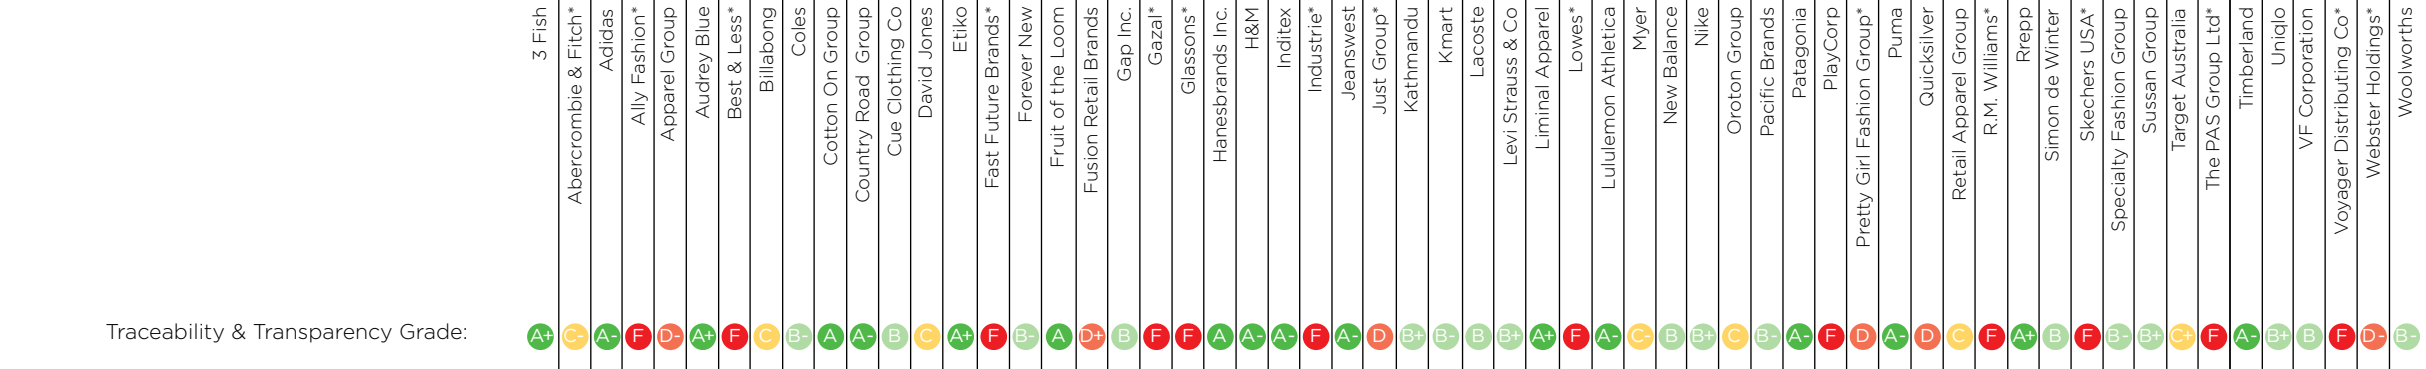 3 Fish
Abercrombie & Fitch*
Adidas
Ally Fashion*
Apparel Group
Audrey Blue
Best & Less*
Billabong
Coles
Cotton On Group
Country Road Group
Cue Clothing Co
David Jones
Etiko
Fast Future Brands*
Forever New
Fruit of the Loom
Fusion Retail Brands
Gap Inc.
Gazal*
Glassons*
Hanesbrands Inc.
H&M
Inditex
Industrie*
Jeanswest
Just Group*
Kathmandu
Kmart
Lacoste
Levi Strauss & Co
Liminal Apparel
Lowes*
Lululemon Athletica
Myer
New Balance
Nike
Oroton Group
Pacific Brands
Patagonia
PlayCorp
Pretty Girl Fashion Group*
Puma
Quicksilver
Retail Apparel Group
R.M. Williams*
Rrepp
Simon de Winter
Skechers USA*
Specialty Fashion Group
Sussan Group
Target Australlia
The PAS Group Ltd*
Timberland
Uniqlo
VF Corporation
Voyager Distributing Co*
Webster Holdings*
Woolworths
Traceability & Transparency Grade: A+ C- A- F D- A+ F C B- A A- B C A+ F B- A D+ B F F A A- A- F A- D B+ B- B B+ A+ F A- C- B B+ C B- A- F D A- D C F A+ B F B- B+ C+ F A- B+ B F D- B-